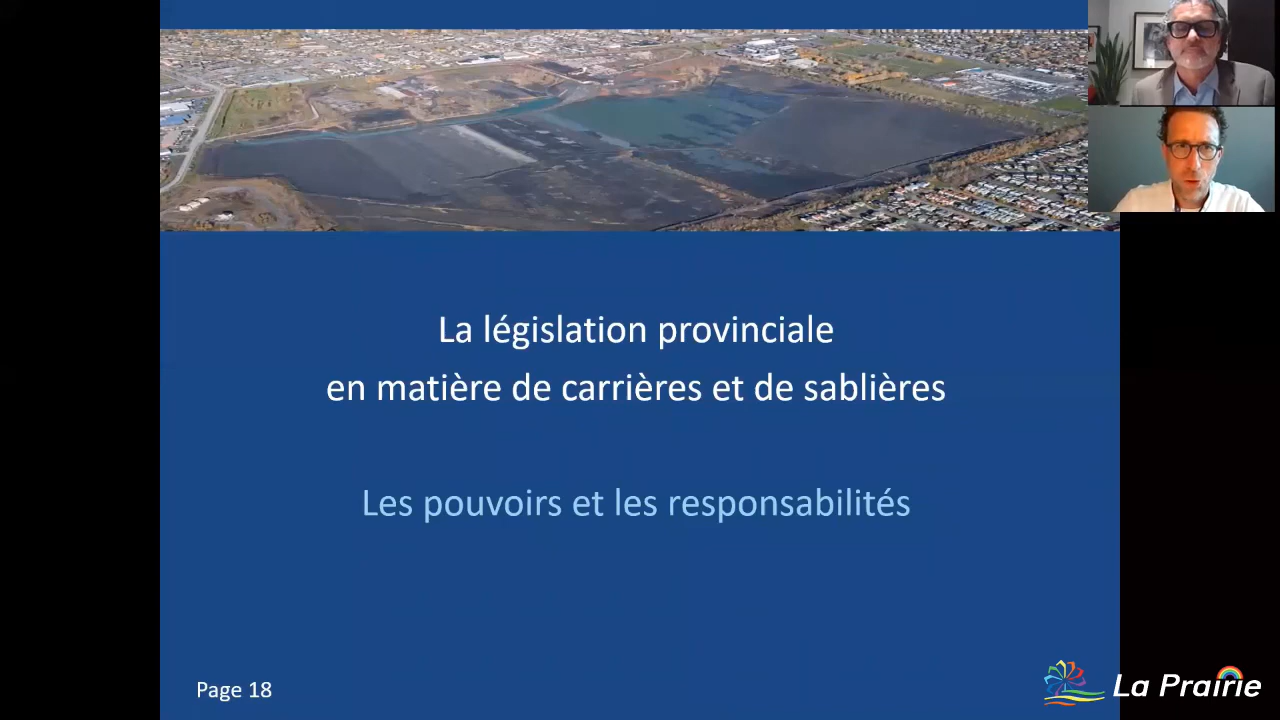 La législation provinciale
en matière de carrières et de sablières
Les pouvoirs et les responsabilités
Page 18
La Prairie